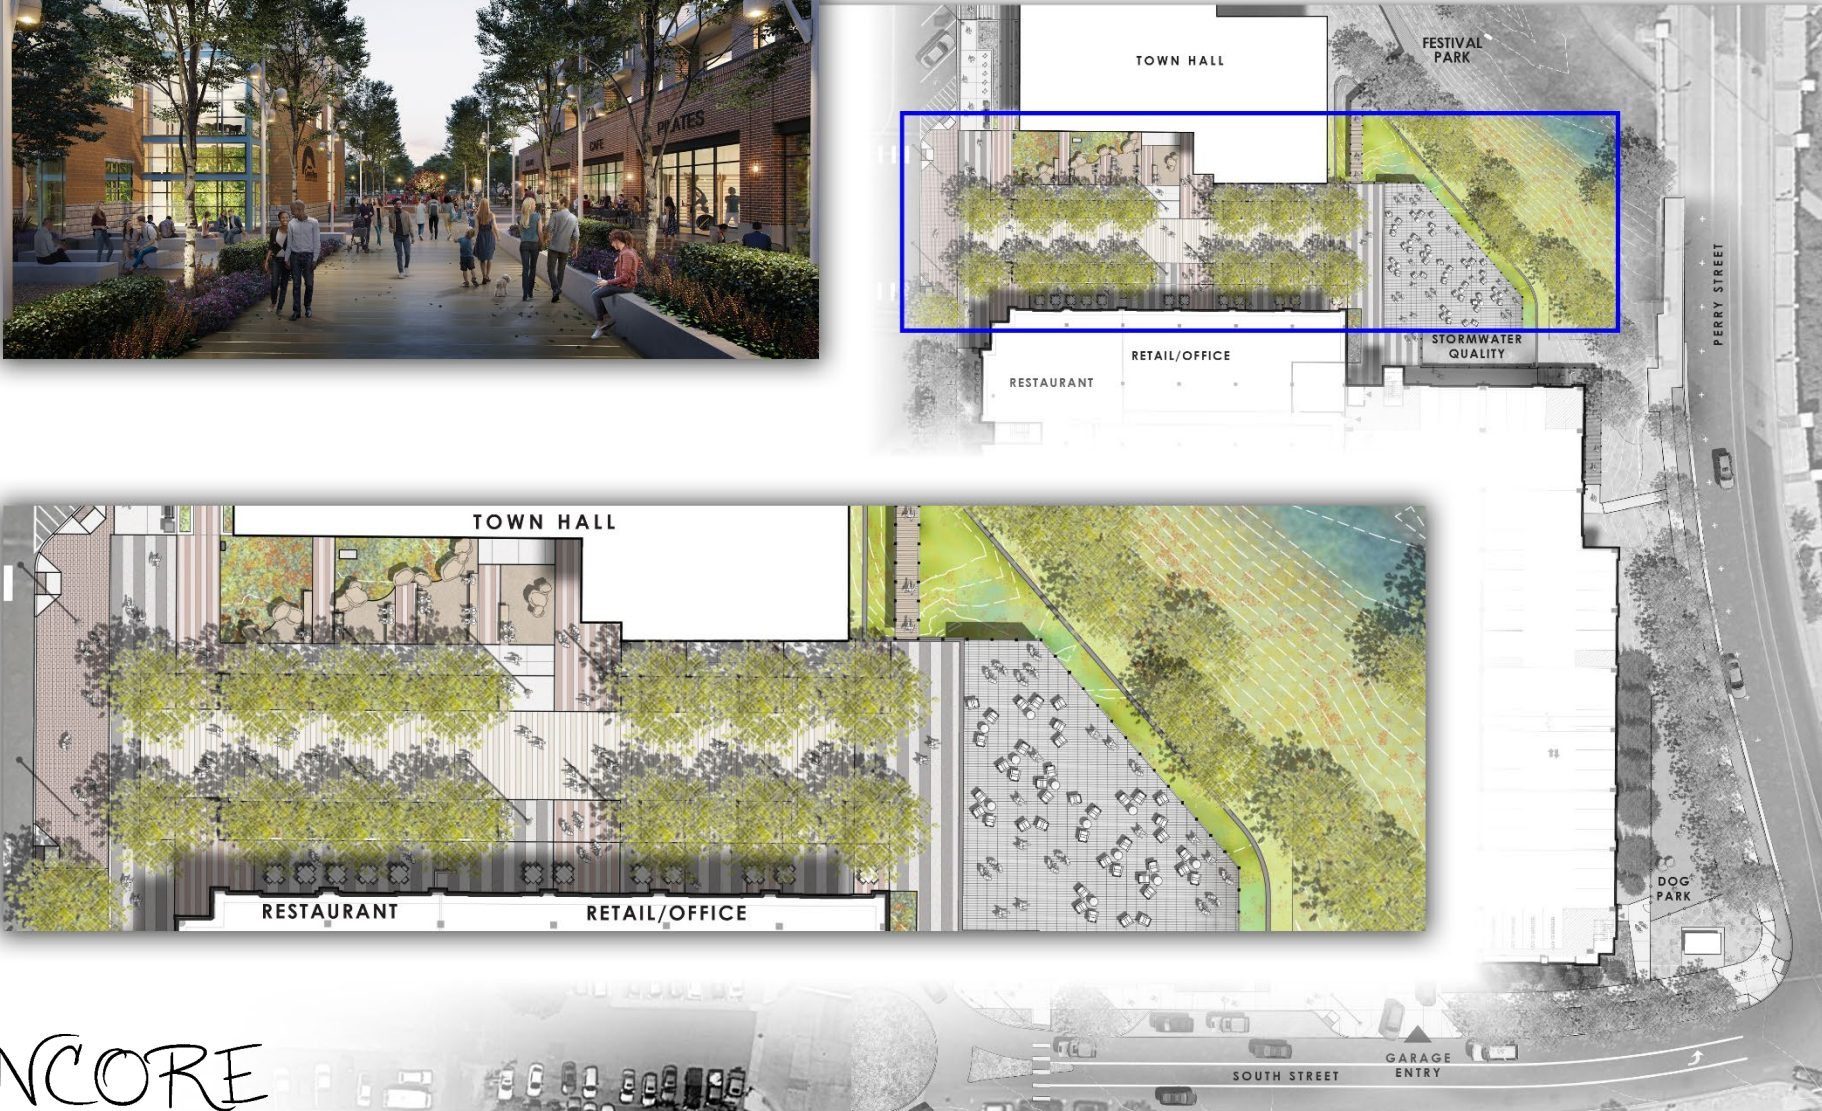 PILATES
CAFE
TOWN HALL
FESTIVAL
PARK
PERRY STREET
STORMWATER
QUALITY
RETAIL/OFFICE
RESTAURANT
TOWN HALL
RESTAURANT
RETAIL/OFFICE
DOG
PARK
GARAGE
ENTRY
SOUTH STREET
NCORE